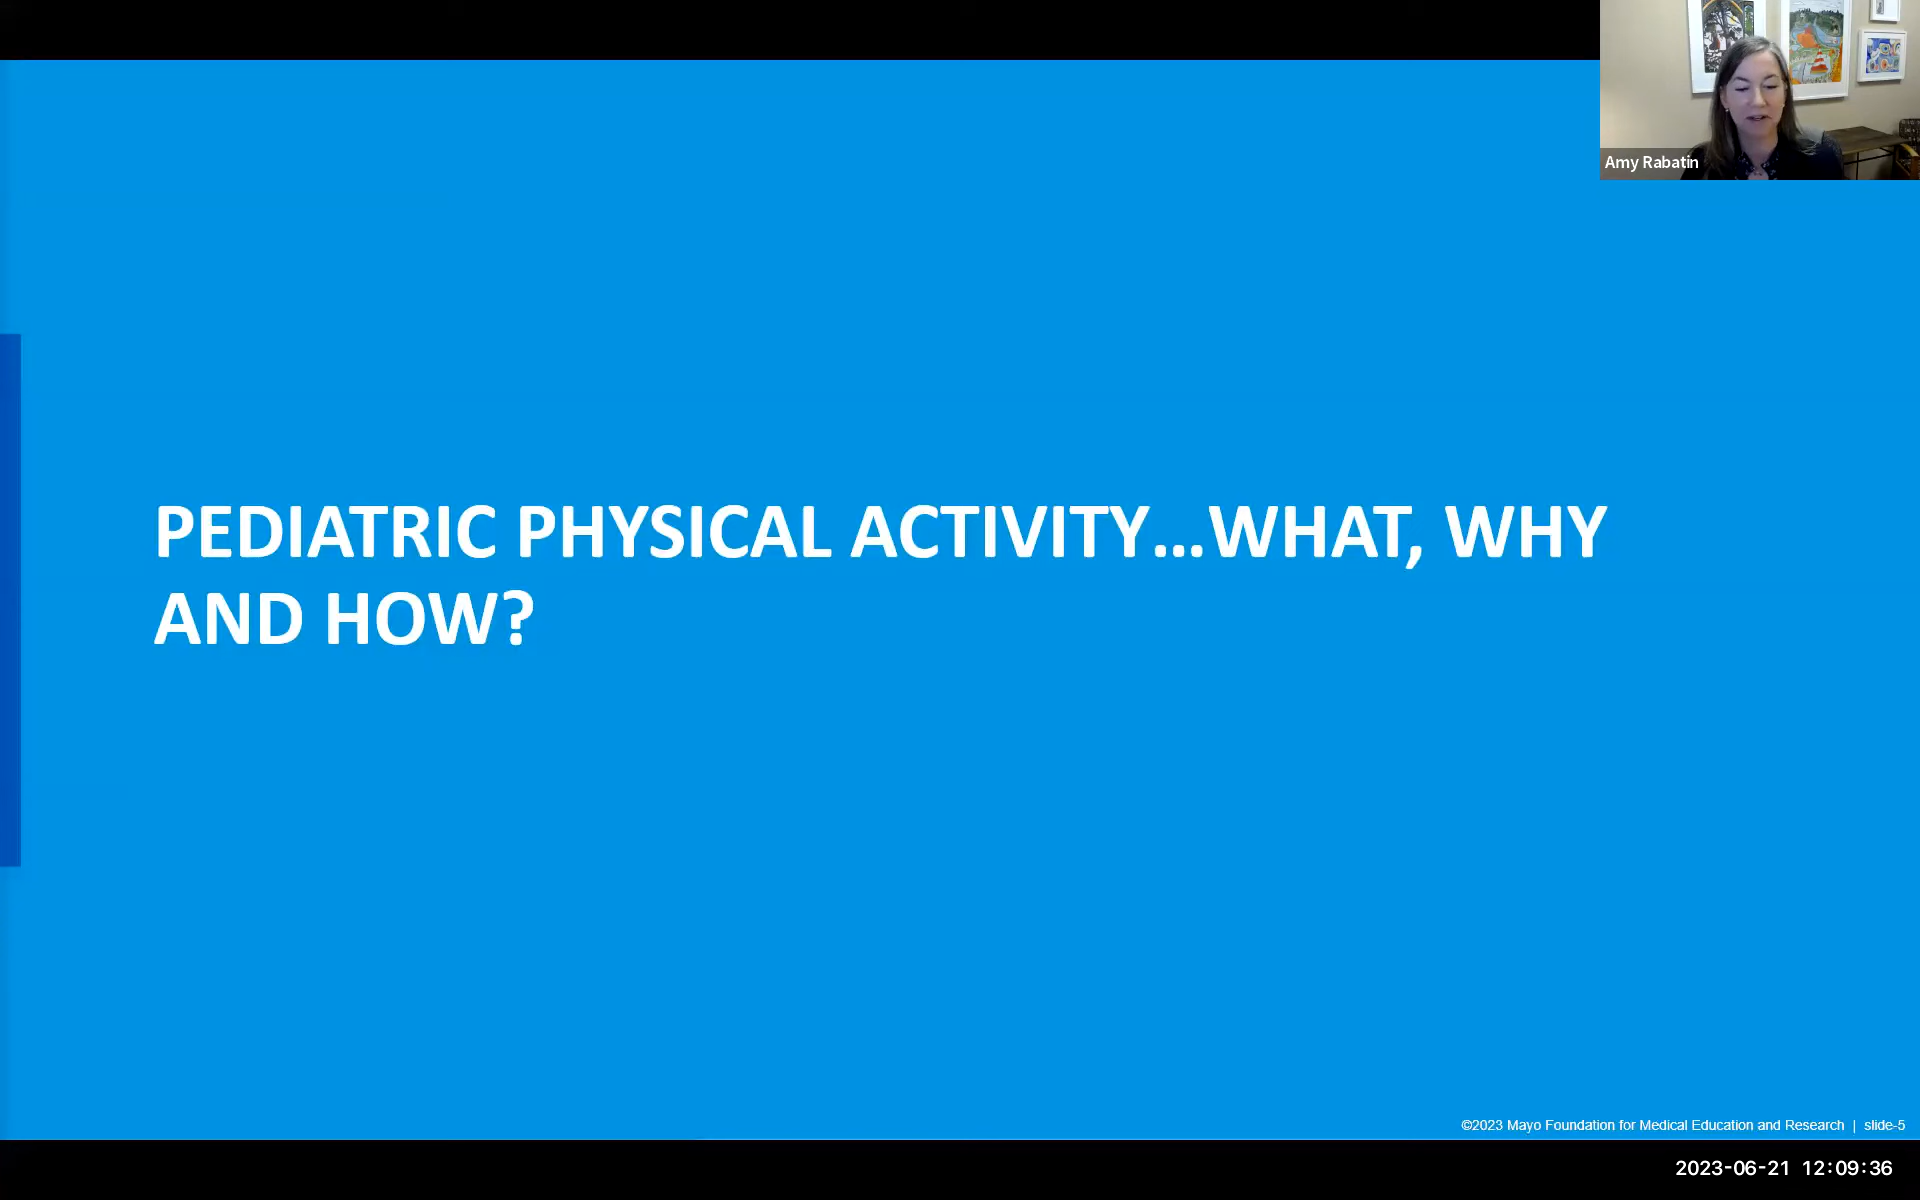 Amy Rabatin
PEDIATRIC PHYSICAL ACTIVITY...WHAT, WHY
AND HOW?
©2023 Mayo Foundation for Medical Education and Research | slide-5
2023-06-21 12:09:36